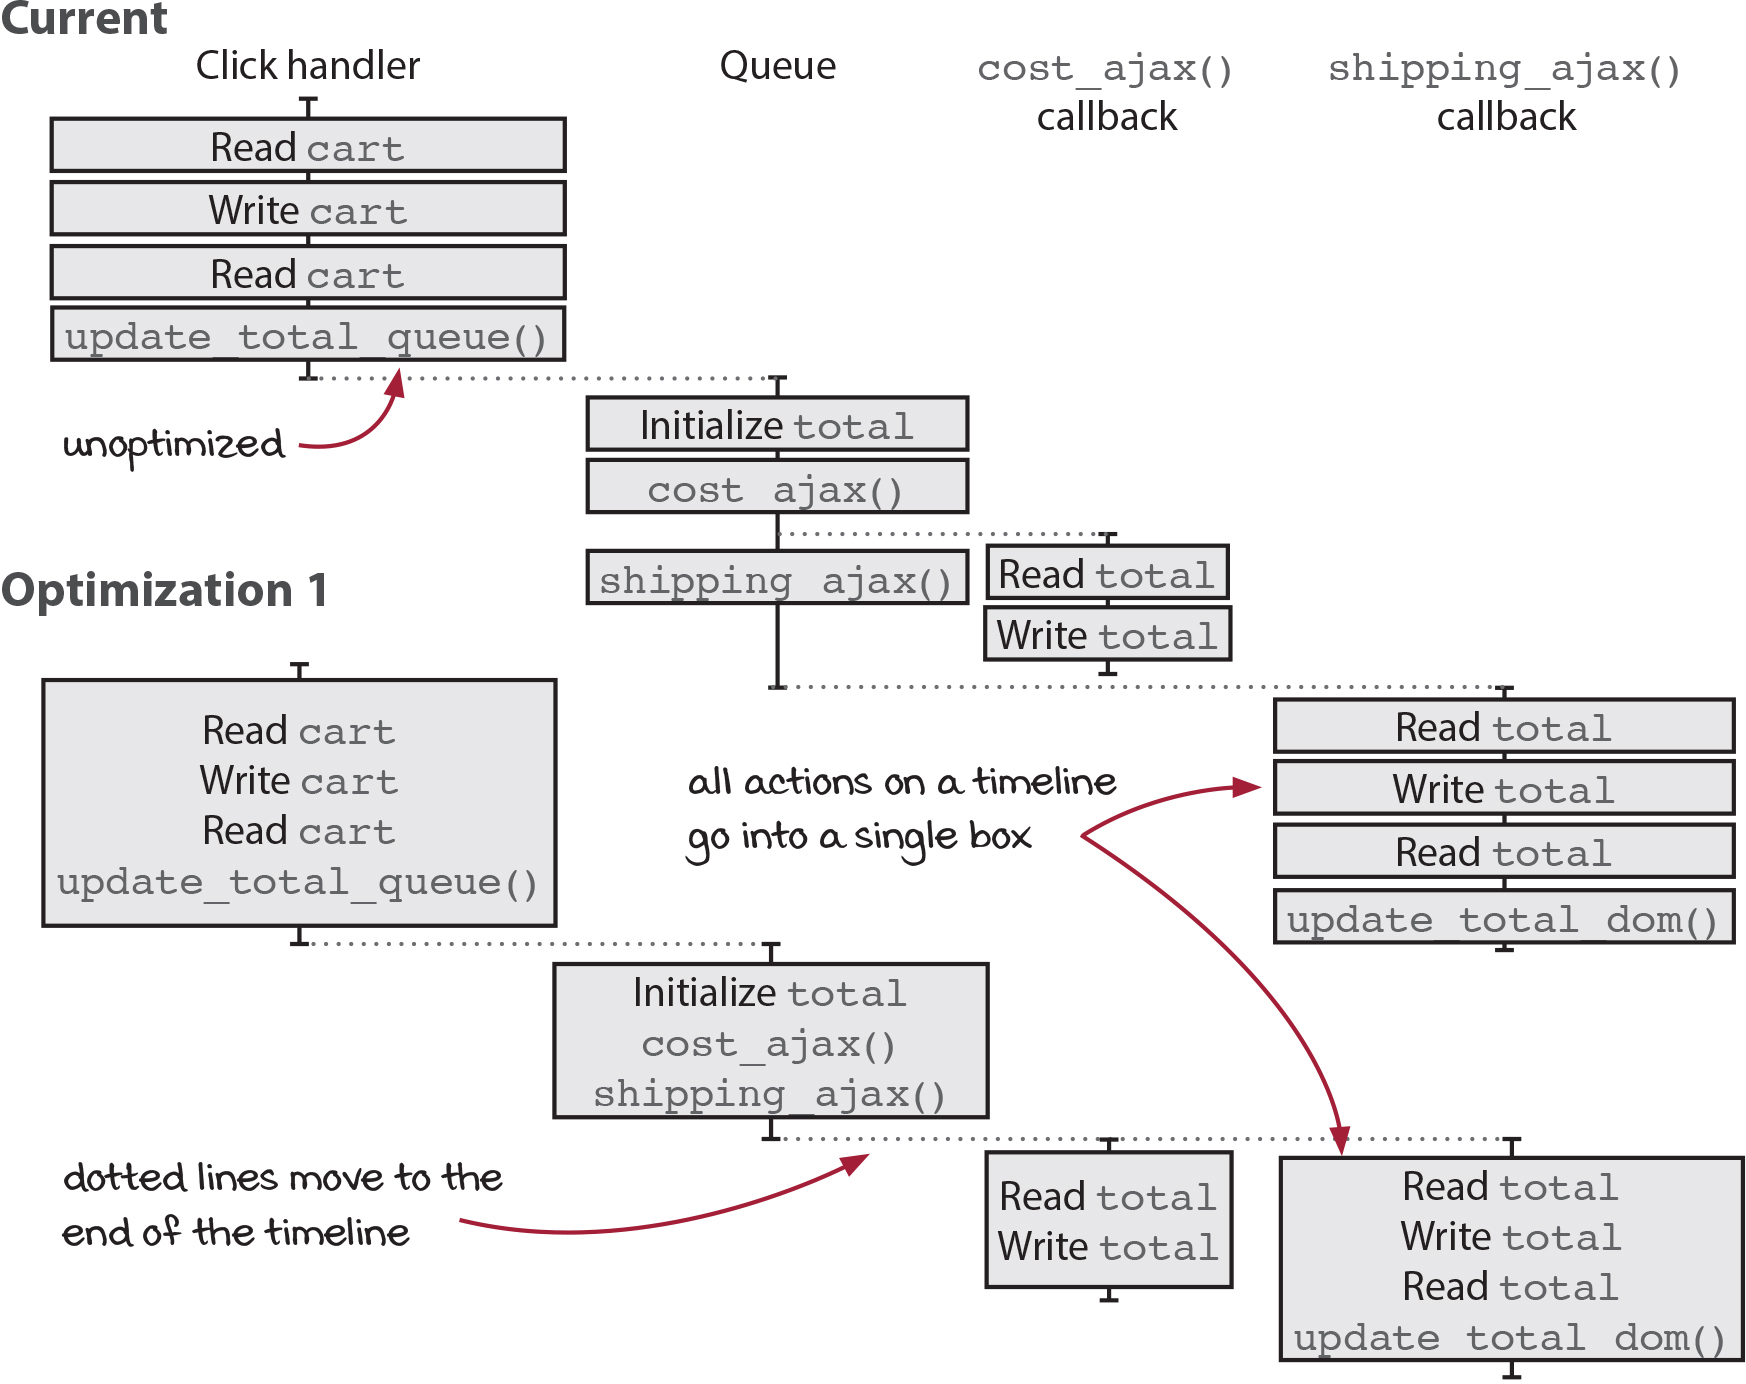 Current
Click handler
Queue
cost_ajax()
callback
shipping_ajax()
callback
Read cart
Write cart
Read cart
update_total_queue()
unoptimized
Initialize total
cost_ajax()
shipping_ajax()
Read total
Write total
Read total
Write total
Read total
update_total_dom()
all actions on a timeline
go into a single box
Optimization 1
Read cart
Write cart
Read cart
update_total_queue()
Initialize total
cost_ajax()
shipping_ajax()
dotted lines move to the
end of the timeline
Read total
Write total
Read total
Write total
Read total
update_total_dom()